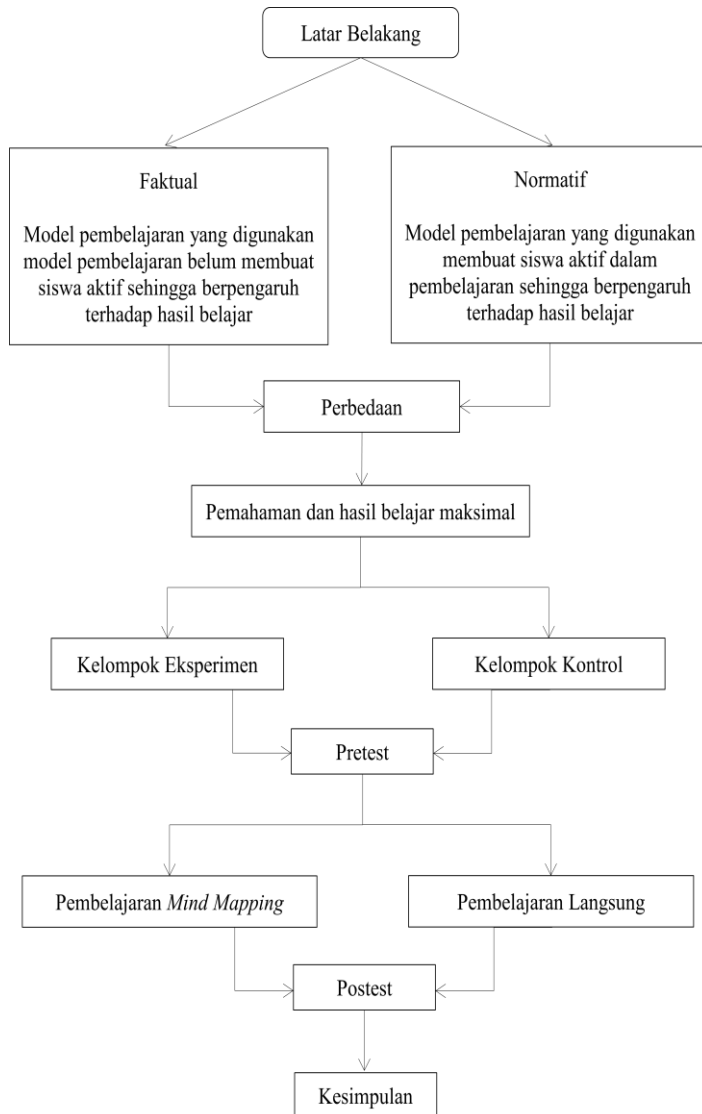 Latar Belakang
Faktual
Model pembelajaran yang digunakan
model pembelajaran belum membuat
siswa aktif sehingga berpengaruh
terhadap hasil belajar
Normatif
Model pembelajaran yang digunakan
membuat siswa aktif dalam
pembelajaran sehingga berpengaruh
terhadap hasil belajar
Perbedaan
Pemahaman dan hasil belajar maksimal
Kelompok Eksperimen
Kelompok Kontrol
Pretest
Pembelajaran Mind Mapping
Pembelajaran Langsung
Postest
Kesimpulan